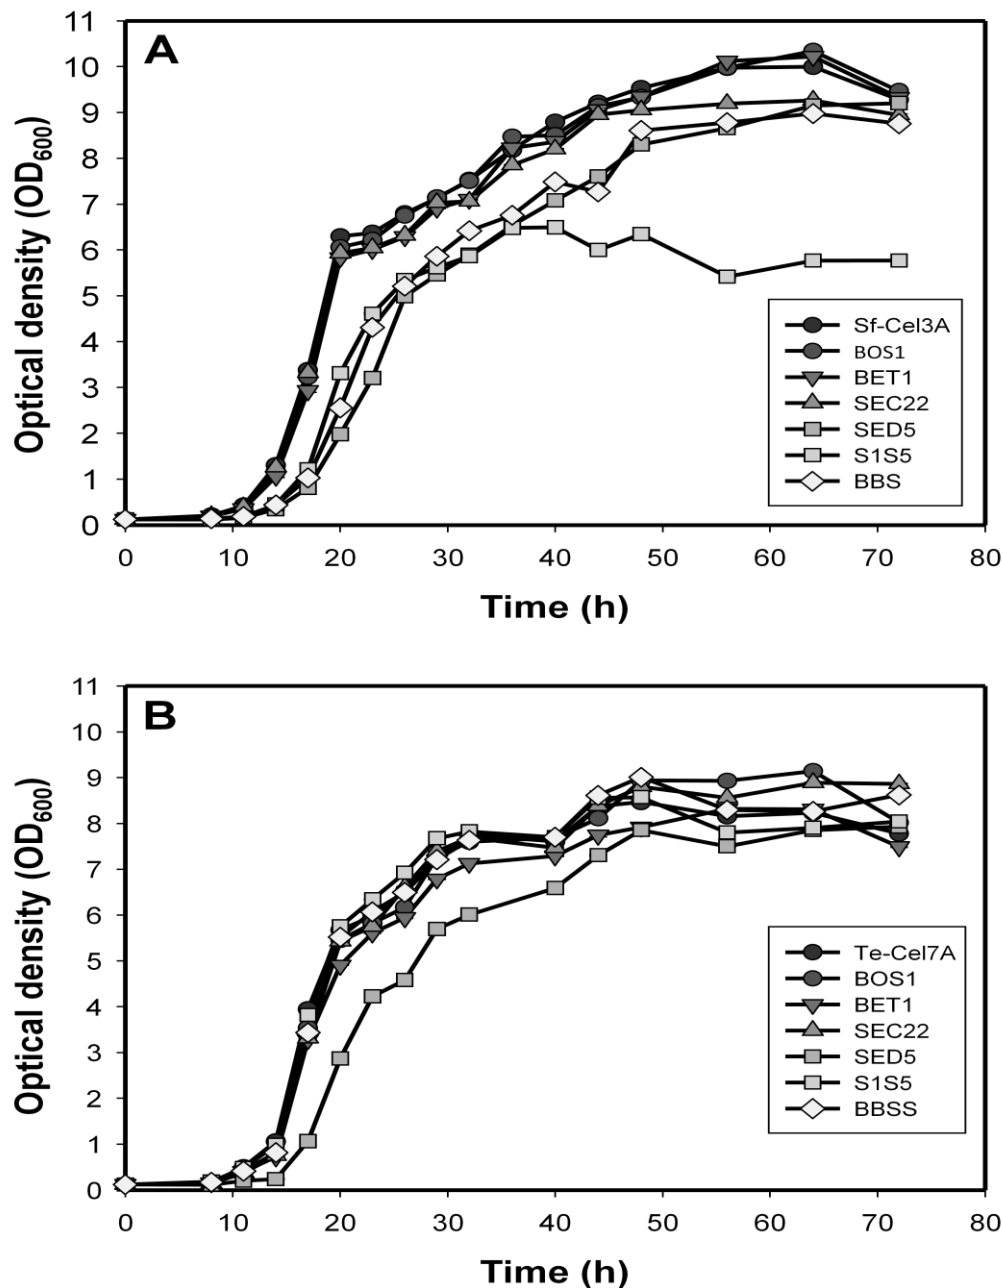 A
11
10
9
8
7
6
5
4
3
2
1
0
Optical density (OD600)
Sf-Cel3A
BOS1
BET1
SEC22
SED5
S1S5
BBS
0 10 20 30 40 50 60 70 80
Time (h)
B
11
10
9
8
7
6
5
4
3
2
1
0
Optical density (OD600)
Te-Cel7A
BOS1
BET1
SEC22
SED5
S1S5
BBSS
0 10 20 30 40 50 60 70 80
Time (h)